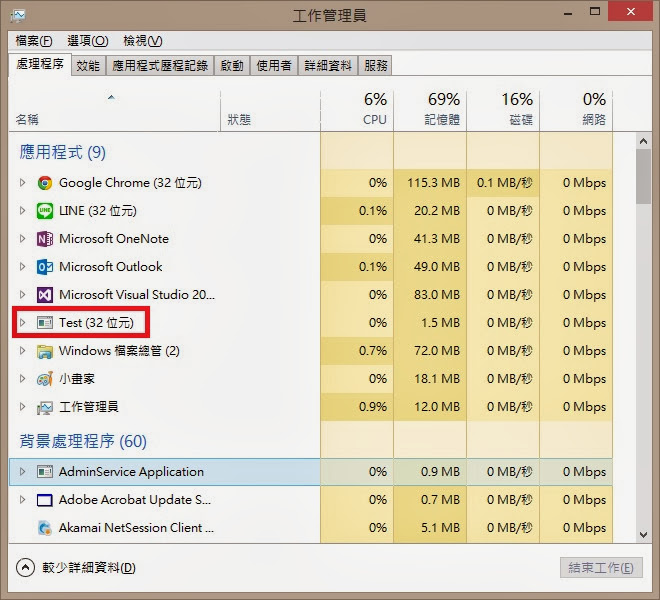 工作管理員
檔案(F) 選項(O) 檢視(V)
處理程序 效能 應用程式歷程記錄 啟動 使用者 詳細資料 服務
6% 69% 16% 0%
名稱 狀態 CPU 記憶體 磁碟 網路
應用程式 (9)
Google Chrome (32 位元) 0% 115.3 MB 0.1 MB/秒 0 Mbps
LINE (32 位元) 0.1% 20.2 MB 0 MB/秒 0 Mbps
Microsoft OneNote 0% 41.3 MB 0 MB/秒 0 Mbps
Microsoft Outlook 0.1% 49.0 MB 0 MB/秒 0 Mbps
Microsoft Visual Studio 20... 0% 83.0 MB 0 MB/秒 0 Mbps
Test (32 位元) 0% 1.5 MB 0 MB/秒 0 Mbps
Windows 檔案總管 (2) 0.7% 72.0 MB 0 MB/秒 0 Mbps
小畫家 0% 18.1 MB 0 MB/秒 0 Mbps
工作管理員 0.9% 12.0 MB 0 MB/秒 0 Mbps
背景處理程序 (60)
AdminService Application 0% 0.9 MB 0 MB/秒 0 Mbps
Adobe Acrobat Update S... 0% 0.7 MB 0 MB/秒 0 Mbps
Akamai NetSession Client ... 0% 5.1 MB 0 MB/秒 0 Mbps
較少詳細資料(D) 結束工作(E)